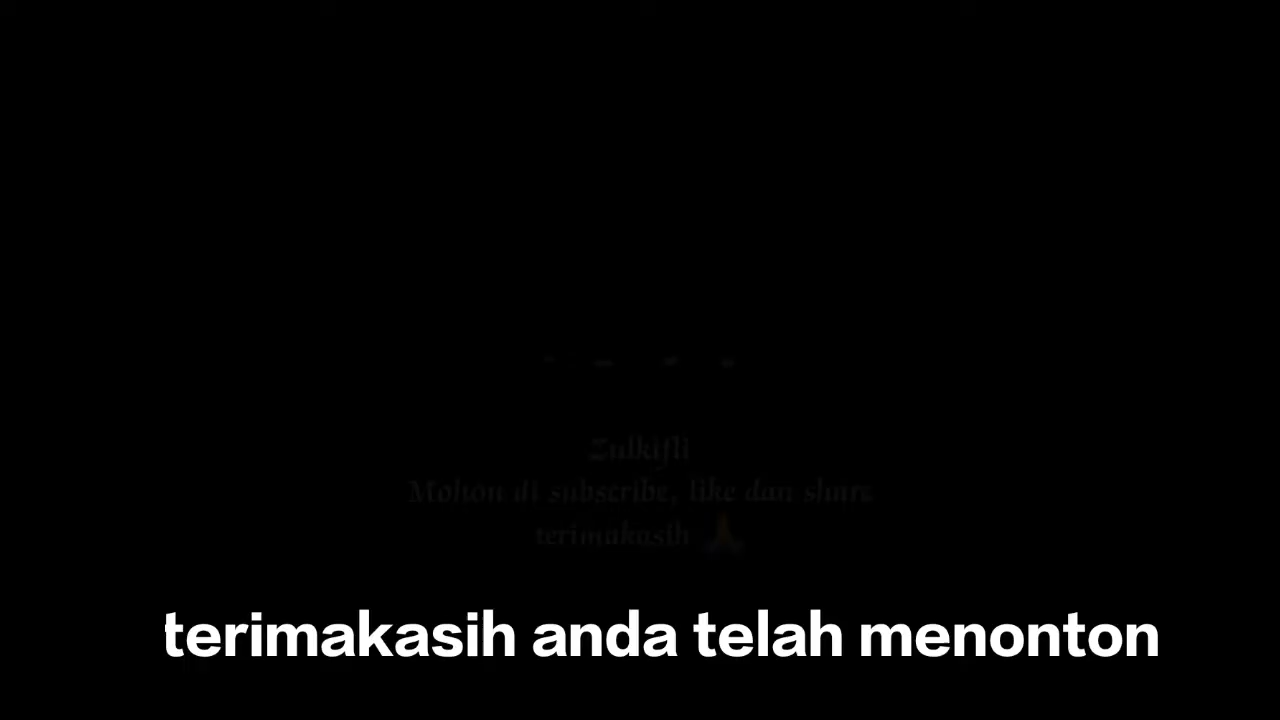 Zulkifli
Mohon di subscribe, like dan share
terimakasih 🙏
terimakasih anda telah menonton